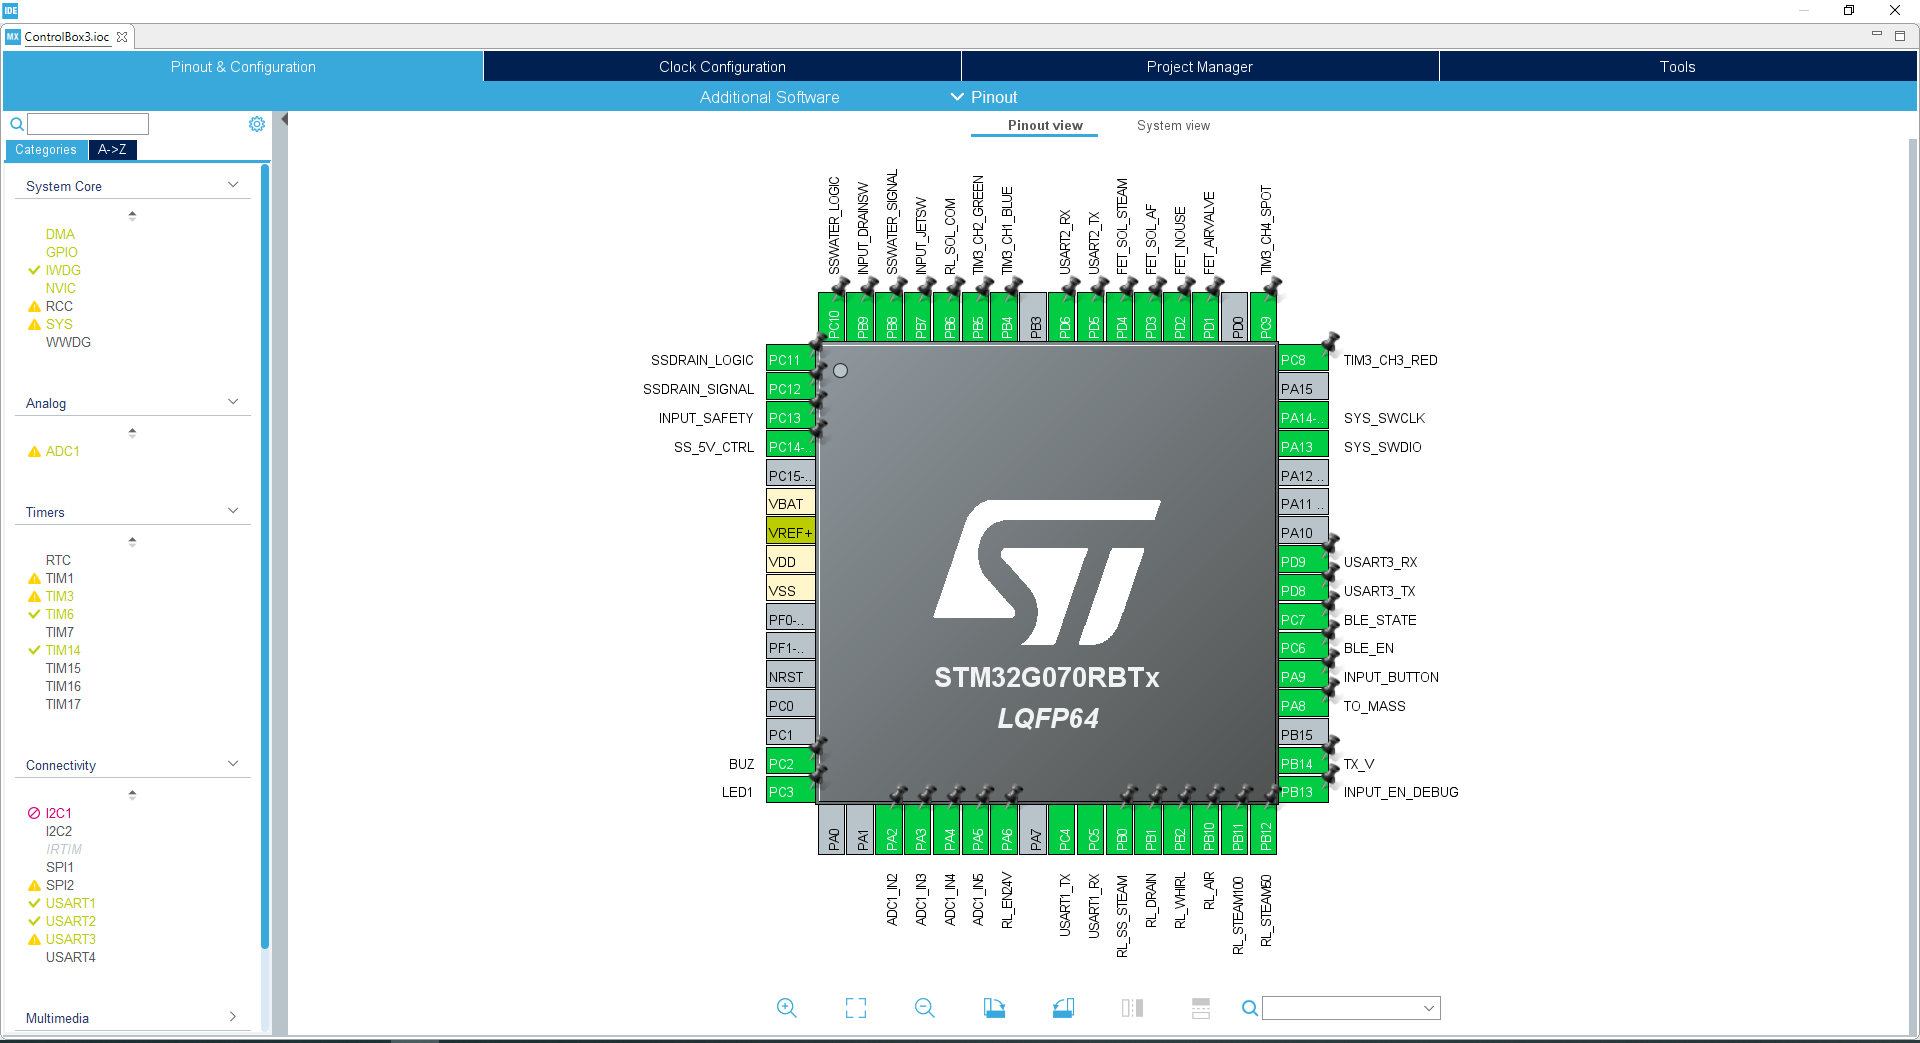 IDE
MX ControlBox3.ioc
Pinout & Configuration
Clock Configuration
Project Manager
Tools
Additional Software
Pinout
Pinout view
System view
Categories
A->Z
System Core
DMA
GPIO
IWDG
NVIC
RCC
SYS
WWDG
Analog
ADC1
Timers
RTC
TIM1
TIM3
TIM6
TIM7
TIM14
TIM15
TIM16
TIM17
Connectivity
I2C1
I2C2
IRTIM
SPI1
SPI2
USART1
USART2
USART3
USART4
Multimedia
SSWATER_LOGIC
INPUT_DRAINSW
SSWATER_SIGNAL
INPUT_JETSW
RL_SOL_COM
TIM3_CH2_GREEN
TIM3_CH1_BLUE
USART2_RX
USART2_TX
FET_SOL_STEAM
FET_SOL_AF
FET_NOUSE
FET_AIRVALVE
TIM3_CH4_SPOT
PC10
PB9
PB8
PB7
PB6
PB5
PB4
PB3
PD6
PD5
PD4
PD3
PD2
PD1
PD0
PC9
SSDRAIN_LOGIC PC11
SSDRAIN_SIGNAL PC12
INPUT_SAFETY PC13
SS_5V_CTRL PC14-..
PC15-..
VBAT
VREF+
VDD
VSS
PF0-..
PF1-..
NRST
PC0
PC1
BUZ PC2
LED1 PC3
ST
STM32G070RBTx
LQFP64
PC8 TIM3_CH3_RED
PA15
PA14-.. SYS_SWCLK
PA13 SYS_SWDIO
PA12 ..
PA11 ..
PA10
PD9 USART3_RX
PD8 USART3_TX
PC7 BLE_STATE
PC6 BLE_EN
PA9 INPUT_BUTTON
PA8 TO_MASS
PB15
PB14 TX_V
PB13 INPUT_EN_DEBUG
PA0
PA1
PA2
PA3
PA4
PA5
PA6
PA7
PC4
PC5
PB0
PB1
PB2
PB10
PB11
PB12
ADC1_IN2
ADC1_IN3
ADC1_IN4
ADC1_IN5
RL_EN24V
USART1_TX
USART1_RX
RL_SS_STEAM
RL_DRAIN
RL_WHIRL
RL_AIR
RL_STEAM100
RL_STEAM50